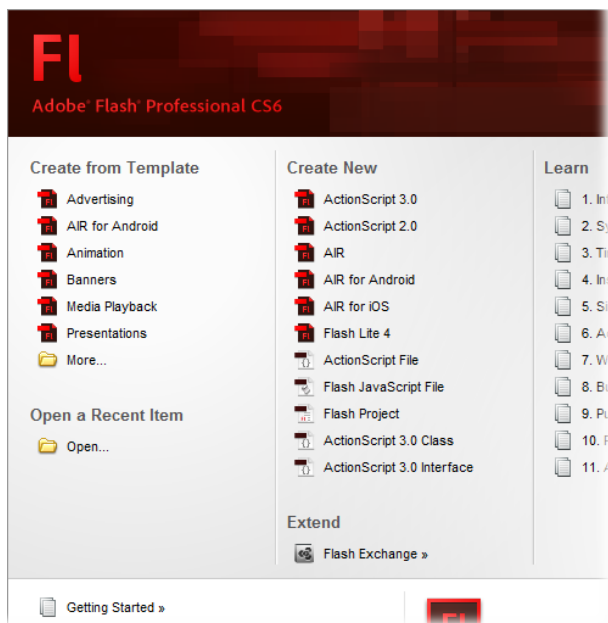 Fl
Adobe® Flash® Professional CS6
Create from Template
Advertising
AIR for Android
Animation
Banners
Media Playback
Presentations
More...
Open a Recent Item
Open...
Create New
ActionScript 3.0
ActionScript 2.0
AIR
AIR for Android
AIR for iOS
Flash Lite 4
ActionScript File
Flash JavaScript File
Flash Project
ActionScript 3.0 Class
ActionScript 3.0 Interface
Extend
Flash Exchange »
Learn
1.
2.
3.
4.
5.
6.
7.
8.
9.
10.
11.
Getting Started »
Fl